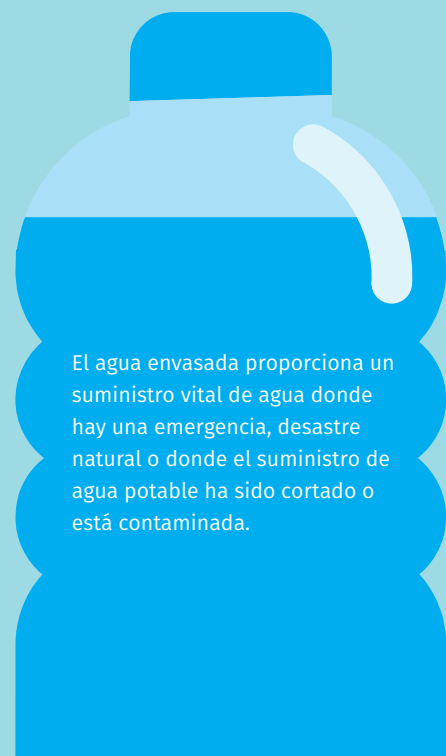 El agua envasada proporciona un
suministro vital de agua donde
hay una emergencia, desastre
natural o donde el suministro de
agua potable ha sido cortado o
está contaminada.